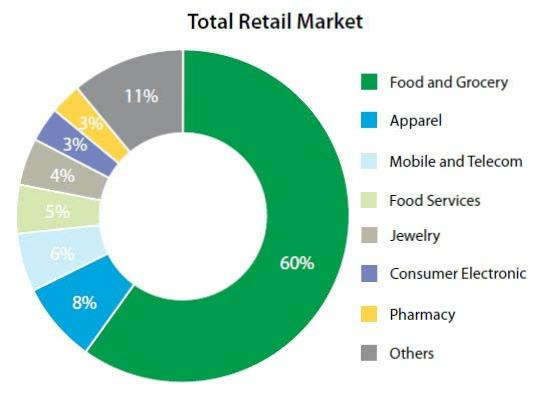 Total Retail Market
11%
3%
3%
4%
5%
6%
8%
60%
Food and Grocery
Apparel
Mobile and Telecom
Food Services
Jewelry
Consumer Electronic
Pharmacy
Others